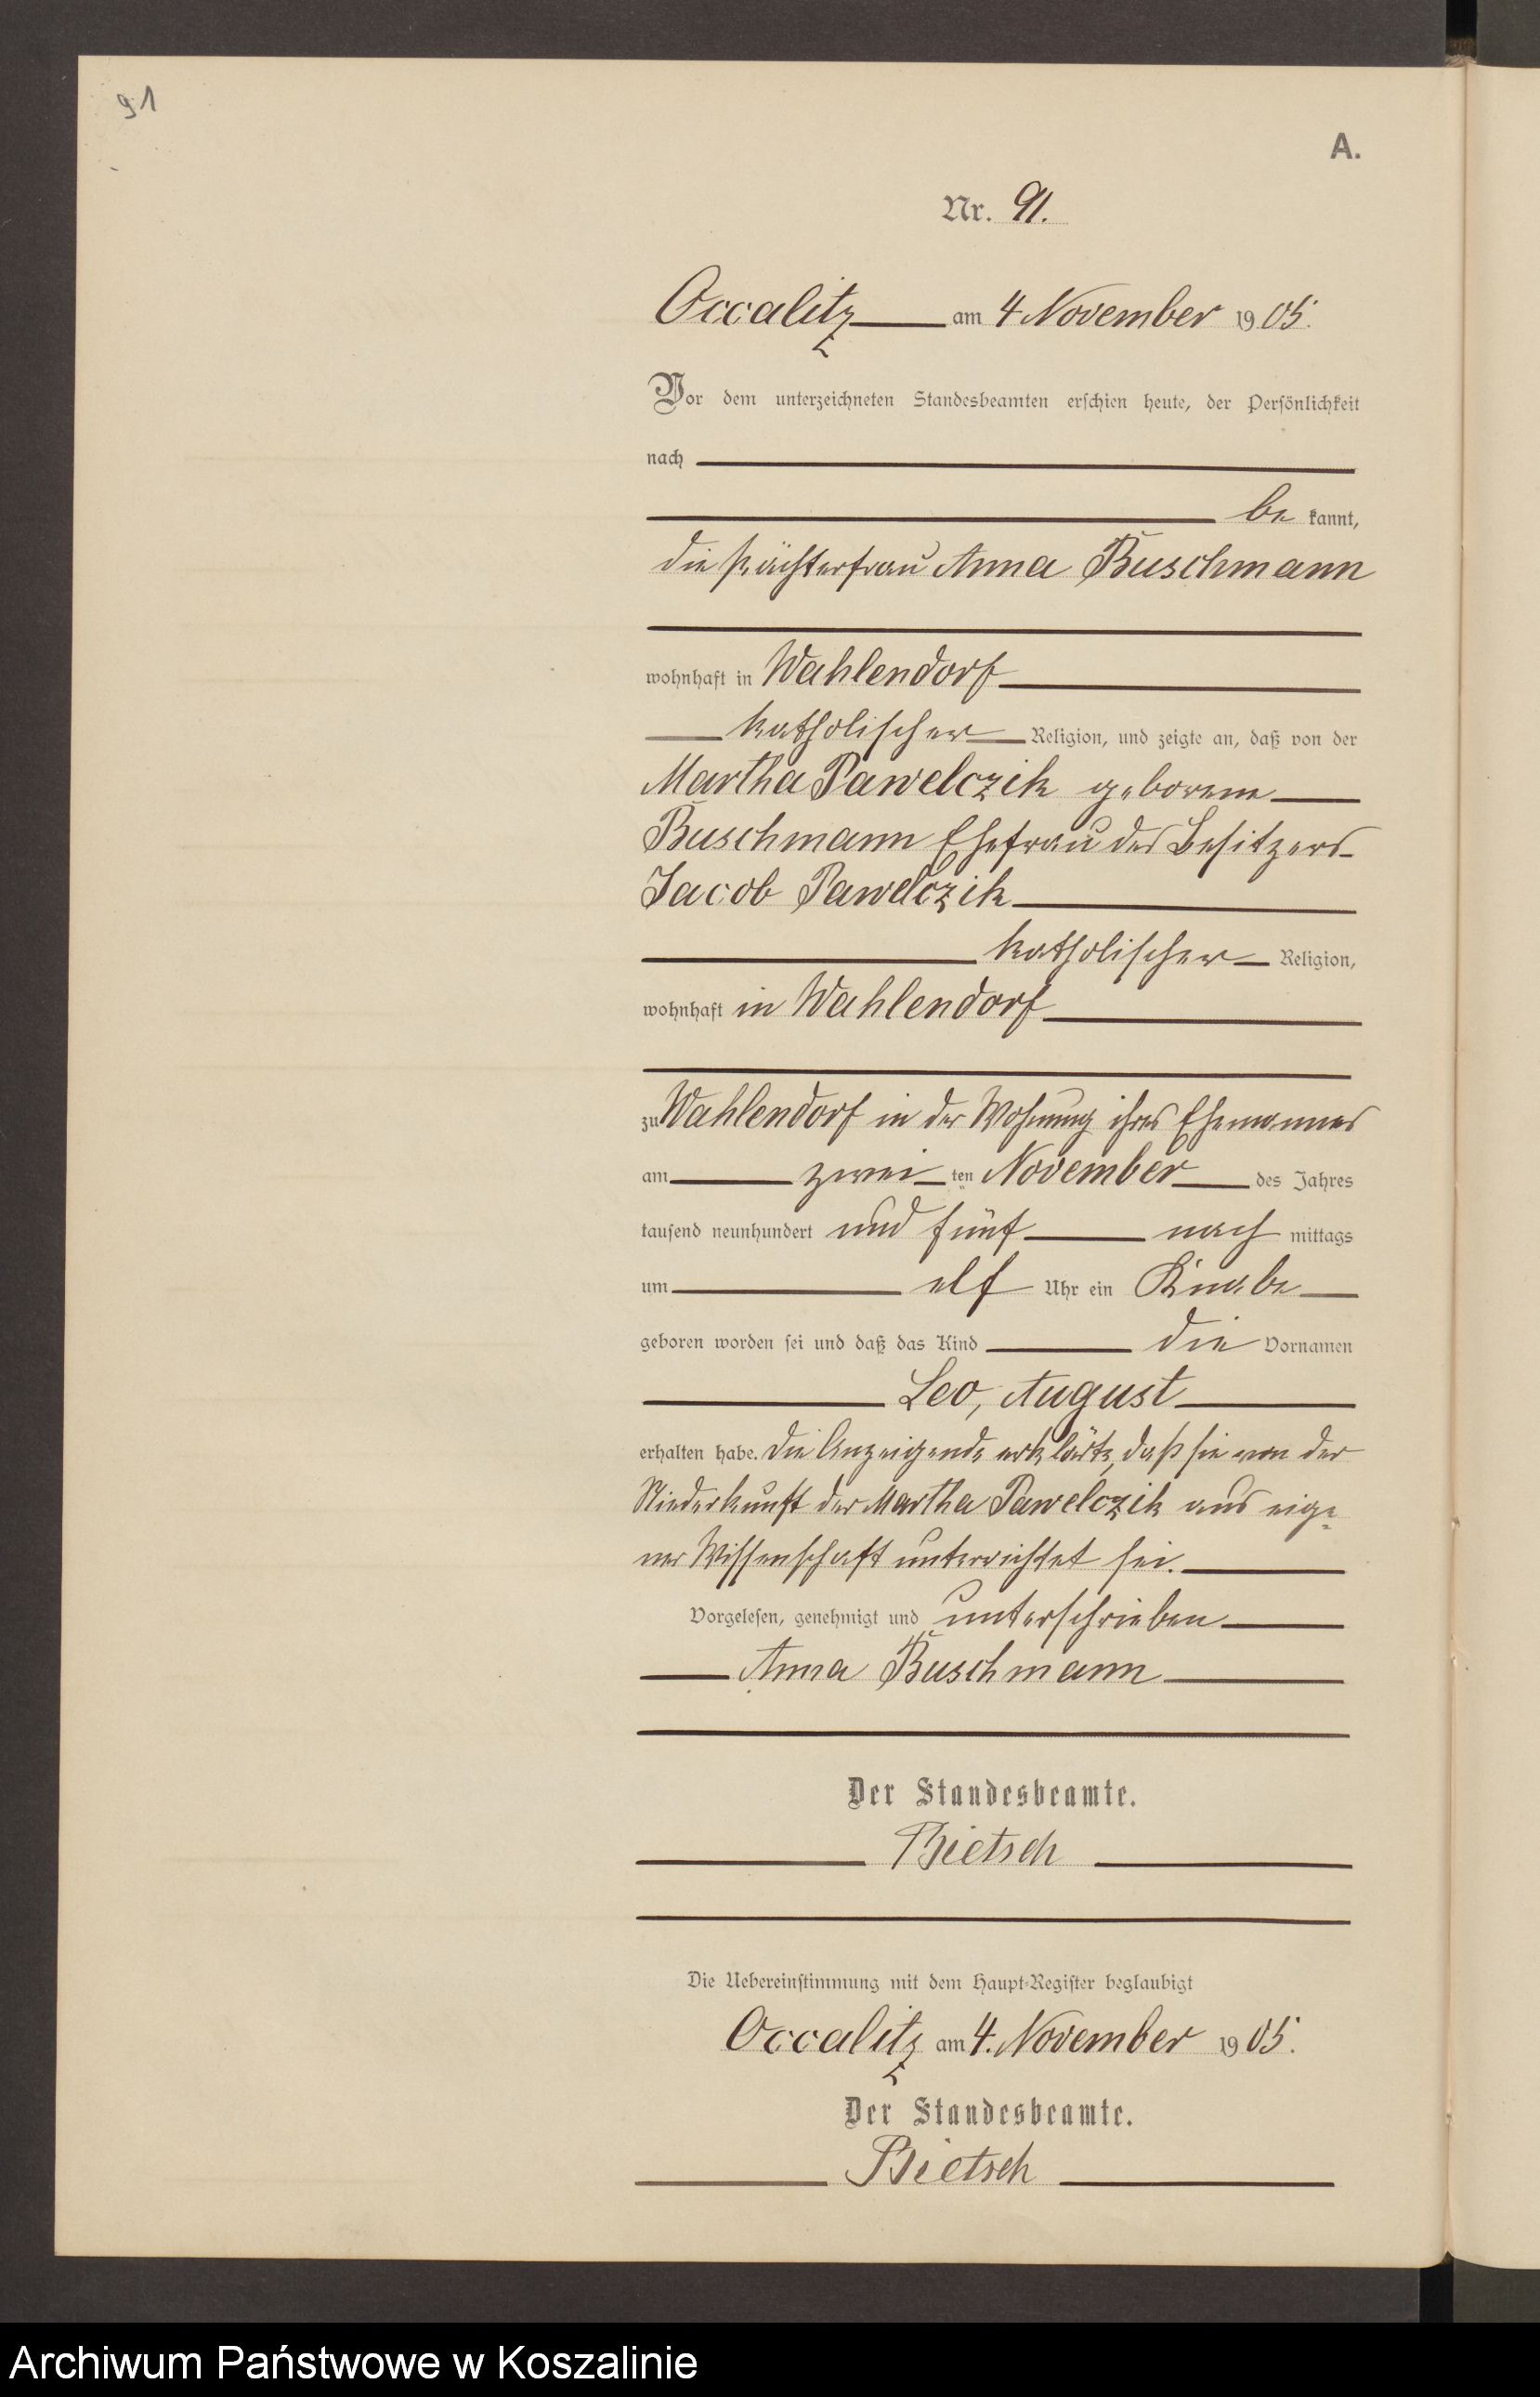 91
A.
Nr. 91.
Occalitz am 4 November 1905.
Vor dem unterzeichneten Standesbeamten erschien heute, der Persönlichkeit
nach
be kannt,
die Pächterfrau Anna Buschmann
wohnhaft in Wahlendorf
katholischer Religion, und zeigte an, daß von der
Martha Pawelczik geborene
Buschmann Ehefrau des Besitzers
Jacob Pawelczik
katholischer Religion,
wohnhaft in Wahlendorf
zu Wahlendorf in der Wohnung ihres Ehemannes
am zwei ten November des Jahres
tausend neunhundert und fünf nach mittags
um elf Uhr ein Knabe
geboren worden sei und daß das Kind die Vornamen
Leo, August
erhalten habe. Die Anzeigende erklärte, daß sie von der
Niederkunft der Martha Pawelczik aus eige-
ner Wissenschaft unterrichtet sei.
Vorgelesen, genehmigt und unterschrieben
Anna Buschmann
Der Standesbeamte.
Bietsch
Die Uebereinstimmung mit dem Haupt-Register beglaubigt
Occalitz am 4. November 1905.
Der Standesbeamte.
Bietsch
Archiwum Państwowe w Koszalinie